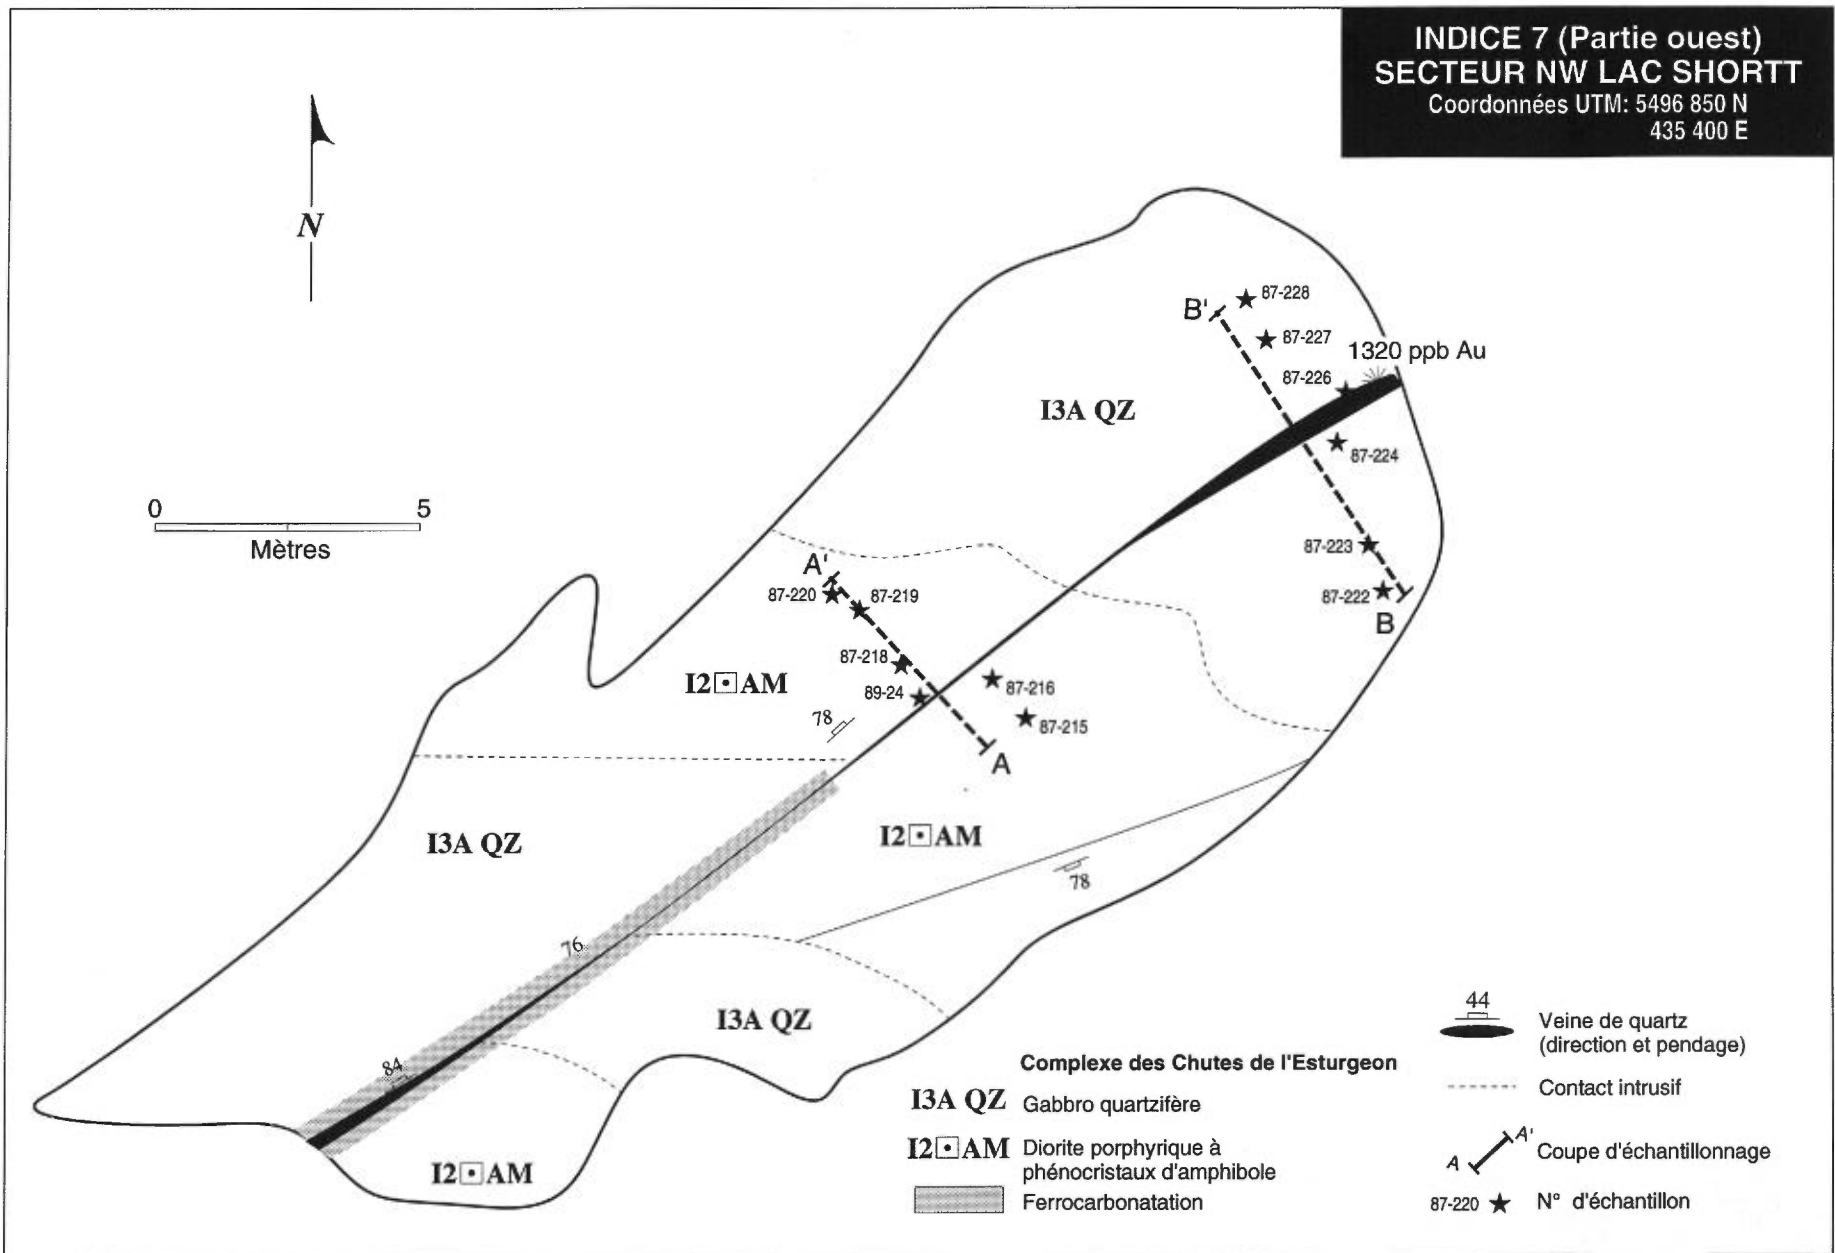 INDICE 7 (Partie ouest)
SECTEUR NW LAC SHORTT
Coordonnées UTM: 5496 850 N
435 400 E
N
0 5
Mètres
B'
87-228
87-227
1320 ppb Au
87-226
I3A QZ
87-224
87-223
87-222
B
A'
87-220
87-219
87-218
89-24
87-216
87-215
A
I2 AM
78
I3A QZ
I2 AM
78
76
I3A QZ
84
I2 AM
Complexe des Chutes de l'Esturgeon
I3A QZ Gabbro quartzifère
I2 AM Diorite porphyrique à
phénocristaux d'amphibole
Ferrocarbonatation
44
Veine de quartz
(direction et pendage)
Contact intrusif
A A' Coupe d'échantillonnage
87-220 N° d'échantillon